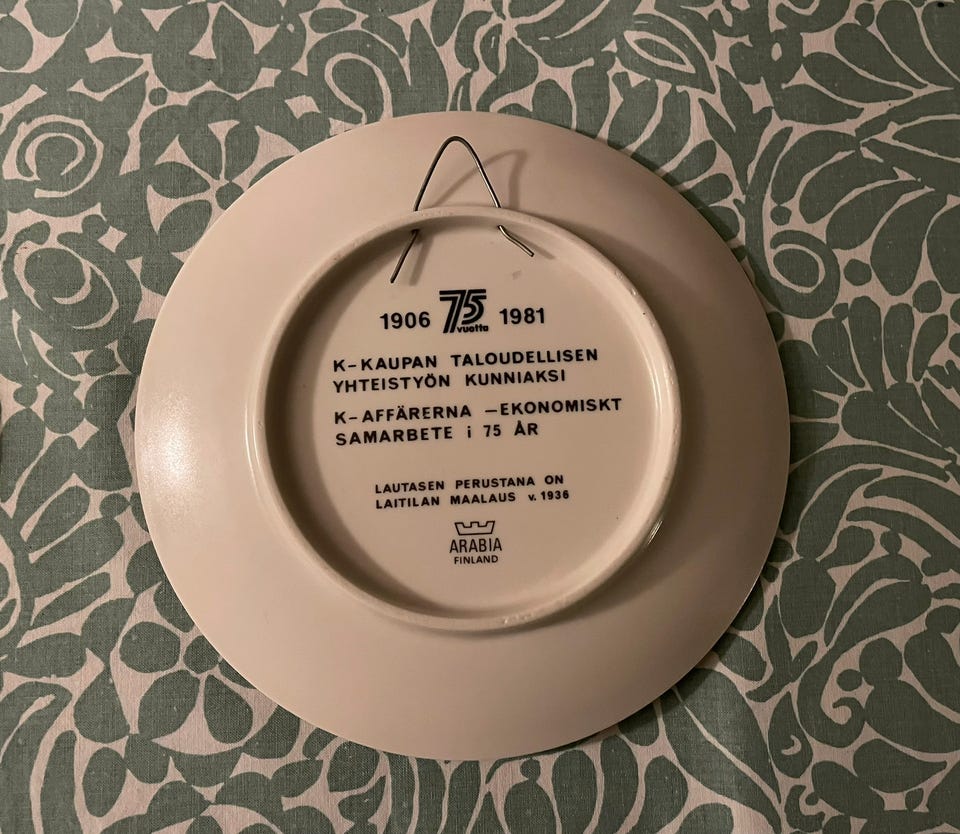 1906 75 vuotta 1981
K-KAUPAN TALOUDELLISEN
YHTEISTYÖN KUNNIAKSI
K-AFFÄRERNA -EKONOMISKT
SAMARBETE i 75 ÅR
LAUTASEN PERUSTANA ON
LAITILAN MAALAUS v. 1936
ARABIA
FINLAND